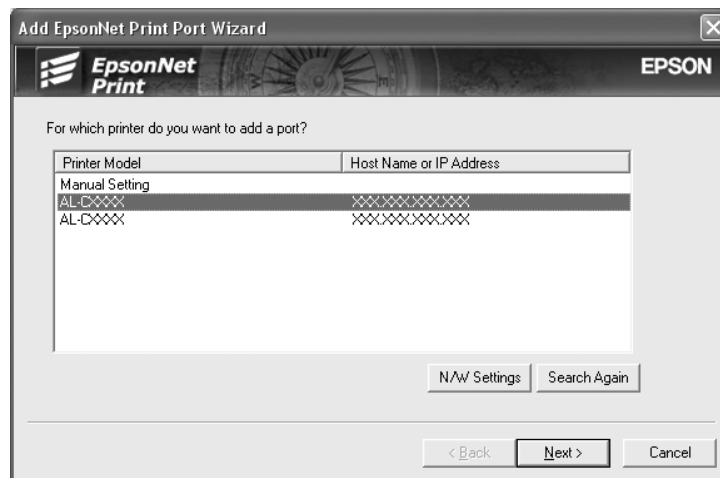 Add EpsonNet Print Port Wizard
EpsonNet
Print
EPSON
For which printer do you want to add a port?
Printer Model Host Name or IP Address
Manual Setting
AL-CXXXX XXX.XXX.XXX.XXX
AL-CXXXX XXX.XXX.XXX.XXX
N/W Settings Search Again
< Back Next > Cancel